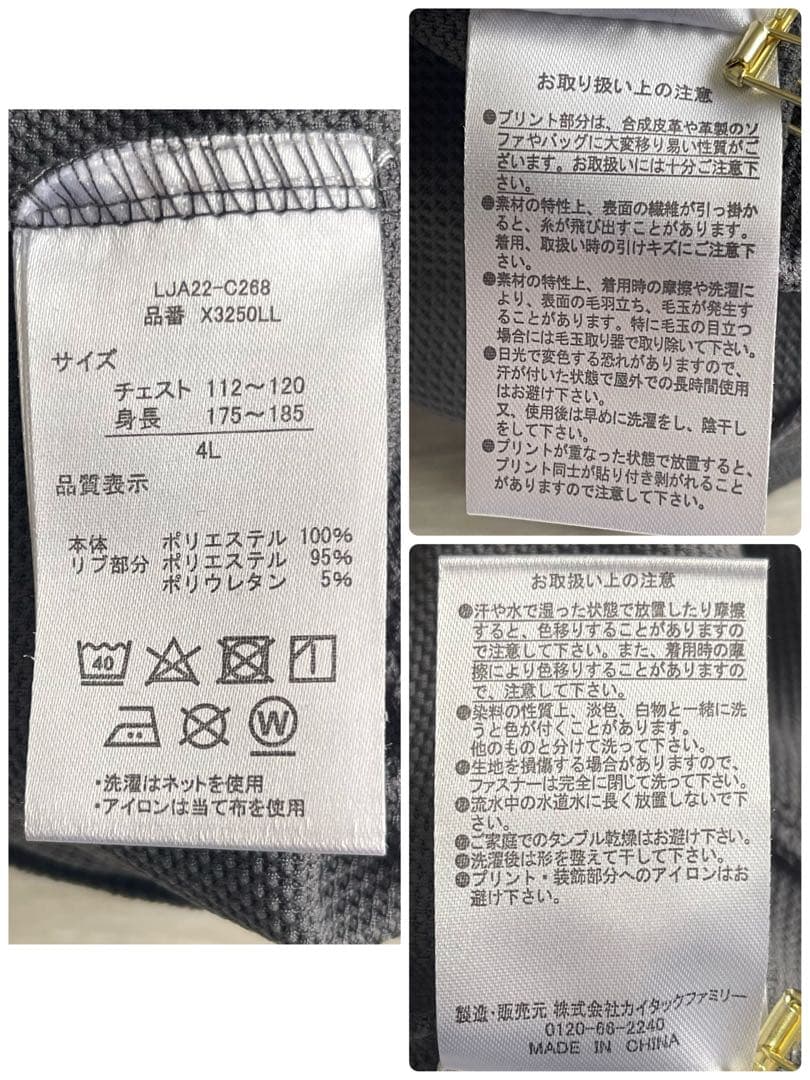 LJA22-C268
品番 X3250LL
サイズ
チェスト 112～120
身長 175～185
4L
品質表示
本体 ポリエステル 100%
リブ部分 ポリエステル 95%
ポリウレタン 5%
40
W
・洗濯はネットを使用
・アイロンは当て布を使用
お取り扱い上の注意
●プリント部分は、合成皮革や革製のソ
ファやバッグに大変移り易い性質がご
ざいます。お取扱いには十分ご注意下
さい。
●素材の特性上、表面の繊維が引っ掛か
ると、糸が飛び出すことがあります。
着用、取扱い時の引けキズにご注意下
さい。
●素材の特性上、着用時の摩擦や洗濯に
より、表面の毛羽立ち、毛玉が発生す
ることがあります。特に毛玉の目立つ
場合には毛玉取り器で取り除いて下さい。
●日光で変色する恐れがありますので、
汗が付いた状態で屋外での長時間使用
はお避け下さい。
又、使用後は早めに洗濯をし、陰干し
をして下さい。
●プリントが重なった状態で放置すると、
プリント同士が貼り付き剥がれること
がありますので注意して下さい。
お取扱い上の注意
●汗や水で湿った状態で放置したり摩擦
すると、色移りすることがありますの
で注意して下さい。また、着用時の摩
擦により色移りすることがありますの
で、注意して下さい。
●染料の性質上、淡色、白物と一緒に洗
うと色が付くことがあります。
他のものと分けて洗って下さい。
●生地を損傷する場合がありますので、
ファスナーは完全に閉じて洗って下さい。
●流水中の水道水に長く放置しないで下
さい。
●ご家庭でのタンブル乾燥はお避け下さい。
●洗濯後は形を整えて干して下さい。
●プリント・装飾部分へのアイロンはお
避け下さい。
製造・販売元 株式会社カイタックファミリー
0120-66-2240
MADE IN CHINA